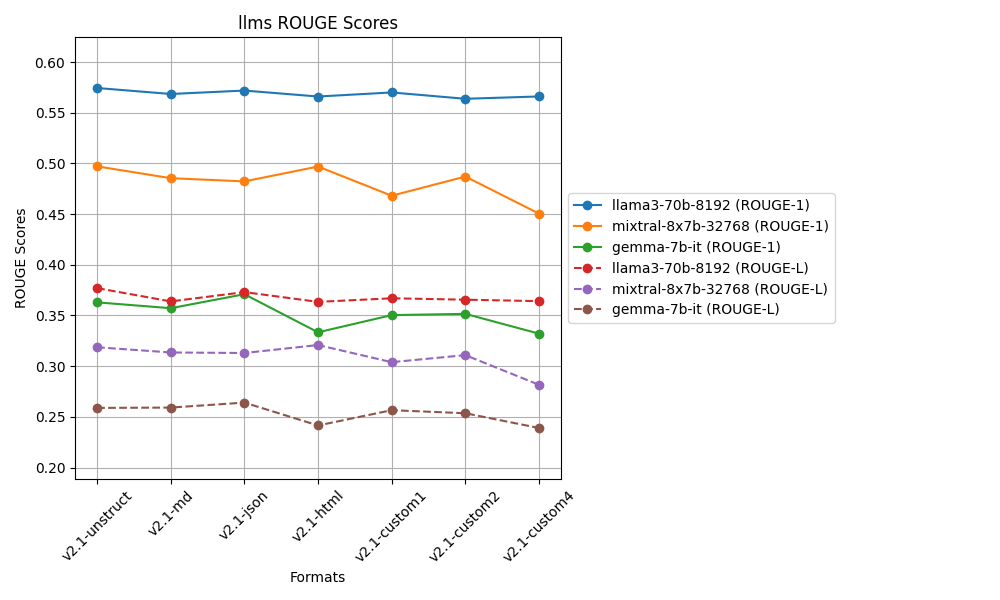 llms ROUGE Scores
ROUGE Scores
0.60
0.55
0.50
0.45
0.40
0.35
0.30
0.25
0.20
v2.1-unstruct
v2.1-md
v2.1-json
v2.1-html
v2.1-custom1
v2.1-custom2
v2.1-custom4
Formats
llama3-70b-8192 (ROUGE-1)
mixtral-8x7b-32768 (ROUGE-1)
gemma-7b-it (ROUGE-1)
llama3-70b-8192 (ROUGE-L)
mixtral-8x7b-32768 (ROUGE-L)
gemma-7b-it (ROUGE-L)